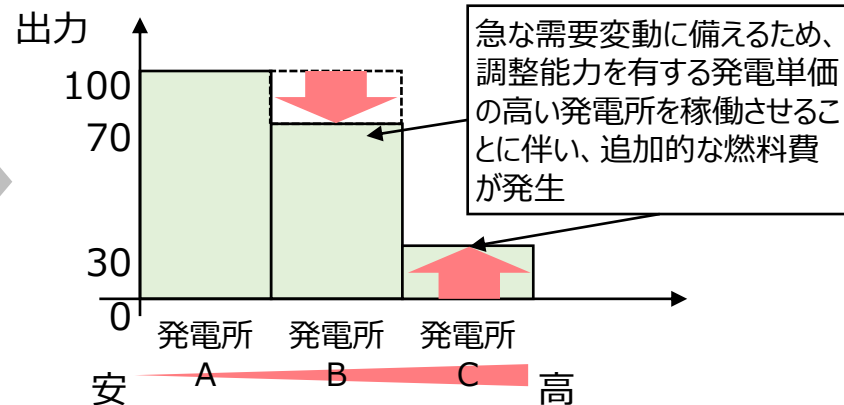 出力
急な需要変動に備えるため、
調整能力を有する発電単価
の高い発電所を稼働させるこ
とに伴い、追加的な燃料費
が発生
100
70
30
0
発電所
A
発電所
B
発電所
C
安
高